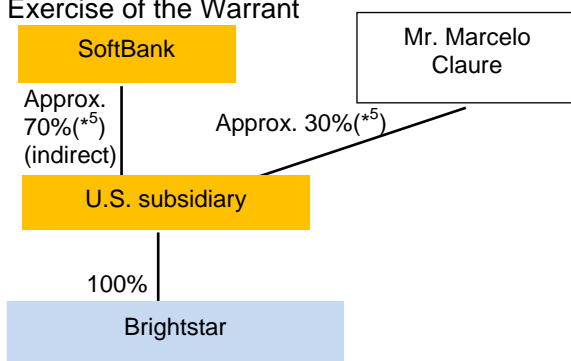 Exercise of the Warrant
SoftBank
Mr. Marcelo
Claure
Approx.
70%(*5)
(indirect)
Approx. 30%(*5)
U.S. subsidiary
100%
Brightstar